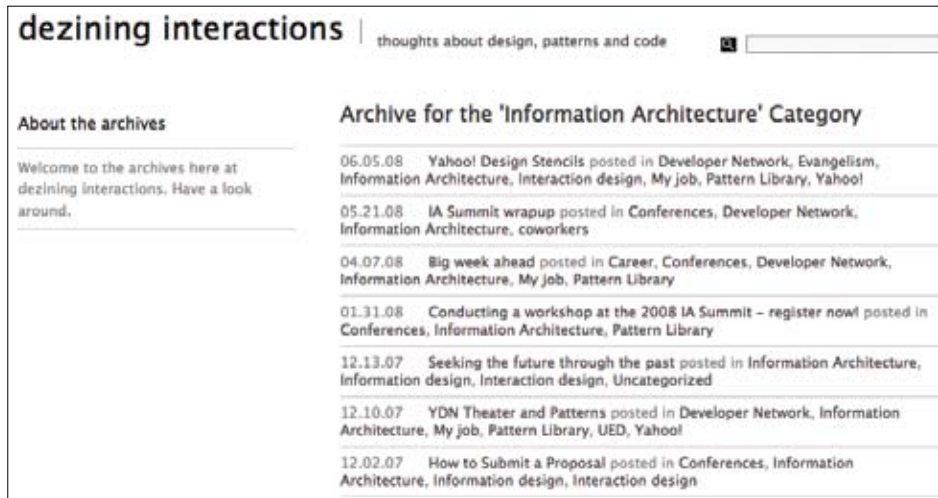 dezining interactions
thoughts about design, patterns and code
About the archives
Welcome to the archives here at
dezining interactions. Have a look
around.
Archive for the 'Information Architecture' Category
06.05.08 Yahoo! Design Stencils posted in Developer Network, Evangelism,
Information Architecture, Interaction design, My job, Pattern Library, Yahoo!
05.21.08 IA Summit wrapup posted in Conferences, Developer Network,
Information Architecture, coworkers
04.07.08 Big week ahead posted in Career, Conferences, Developer Network,
Information Architecture, My job, Pattern Library
01.31.08 Conducting a workshop at the 2008 IA Summit – register now! posted in
Conferences, Information Architecture, Pattern Library
12.13.07 Seeking the future through the past posted in Information Architecture,
Information design, Interaction design, Uncategorized
12.10.07 YDN Theater and Patterns posted in Developer Network, Information
Architecture, My job, Pattern Library, UED, Yahoo!
12.02.07 How to Submit a Proposal posted in Conferences, Information
Architecture, Information design, Interaction design